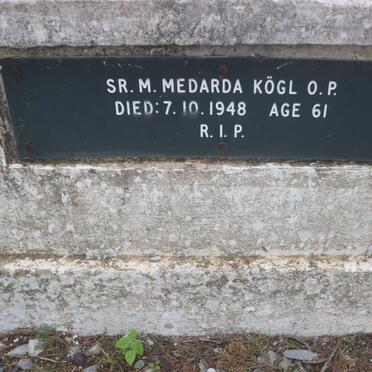 SR. M. MEDARDA KÖGL O.P.
DIED: 7.10.1948 AGE 61
R.I.P.